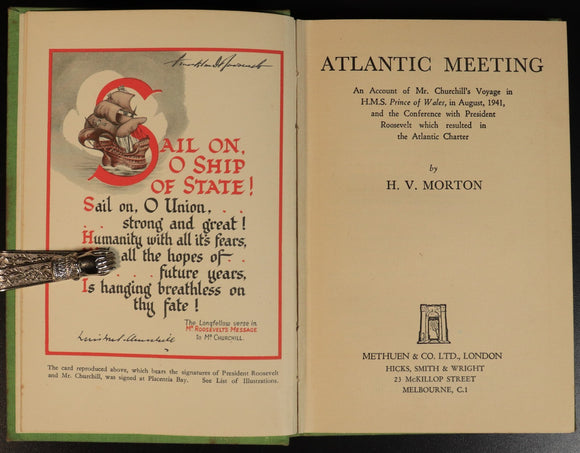 Franklin D Roosevelt
SAIL ON,
O SHIP
OF STATE!
Sail on, O Union, . .
. . strong and great!
Humanity with all it's fears,
all the hopes of . .
. . . . future years,
Is hanging breathless on
thy fate!
The Longfellow verse in
Mr ROOSEVELT'S MESSAGE
To Mr CHURCHILL.
Winston S. Churchill
The card reproduced above, which bears the signatures of President Roosevelt
and Mr. Churchill, was signed at Placentia Bay. See List of Illustrations.
ATLANTIC MEETING
An Account of Mr. Churchill's Voyage in
H.M.S. Prince of Wales, in August, 1941,
and the Conference with President
Roosevelt which resulted in
the Atlantic Charter
by
H. V. MORTON
METHUEN & CO. LTD., LONDON
HICKS, SMITH & WRIGHT
23 McKILLOP STREET
MELBOURNE, C.1